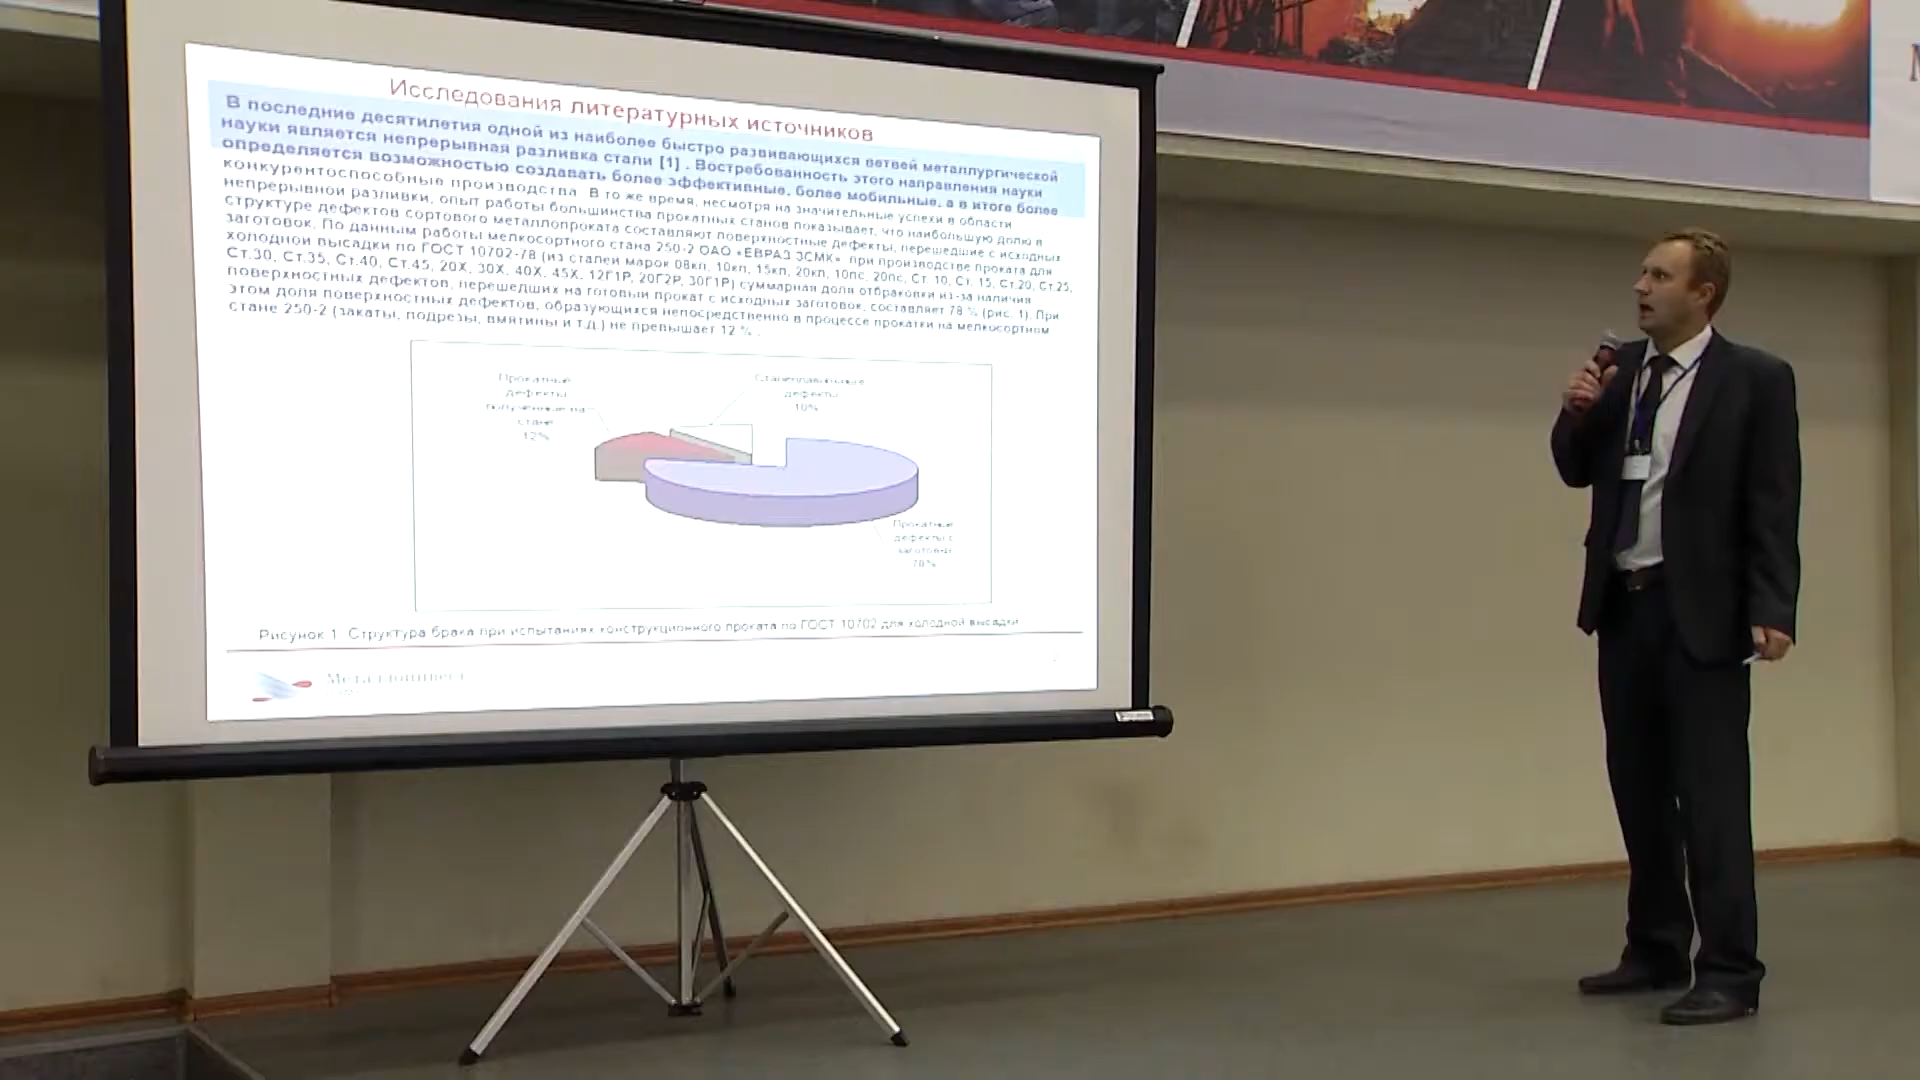 Исследования литературных источников
В последние десятилетия одной из наиболее быстро развивающихся ветвей металлургической
науки является непрерывная разливка стали [1] . Востребованность этого направления науки
определяется возможностью создавать более эффективные, более мобильные, а в итоге более
конкурентоспособные производства. В то же время, несмотря на значительные успехи в области
непрерывной разливки, опыт работы большинства прокатных станов показывает, что наибольшую долю в
структуре дефектов сортового металлопроката составляют поверхностные дефекты, перешедшие с исходных
заготовок. По данным работы мелкосортного стана 250-2 ОАО «ЕВРАЗ ЗСМК» при производстве проката для
холодной высадки по ГОСТ 10702-78 (из сталей марок 08кп, 10кп, 15кп, 20кп, 10пс, 20пс, Ст. 10, Ст. 15, Ст.20, Ст.25,
Ст.30, Ст.35, Ст.40, Ст.45, 20Х, 30Х, 40Х, 45Х, 12Г1Р, 20Г2Р, 30Г1Р) суммарная доля отбраковки из-за наличия
поверхностных дефектов, перешедших на готовый прокат с исходных заготовок, составляет 78 % (рис. 1). При
этом доля поверхностных дефектов, образующихся непосредственно в процессе прокатки на мелкосортном
стане 250-2 (закаты, подрезы, вмятины и т.д.) не превышает 12 % .
Прокатные
дефекты
полученные на
стане
12%
Сталеплавильные
дефекты
10%
Прокатные
дефекты с
заготовки
78%
Рисунок 1. Структура брака при испытаниях конструкционного проката по ГОСТ 10702 для холодной высадки
Металлоинвест